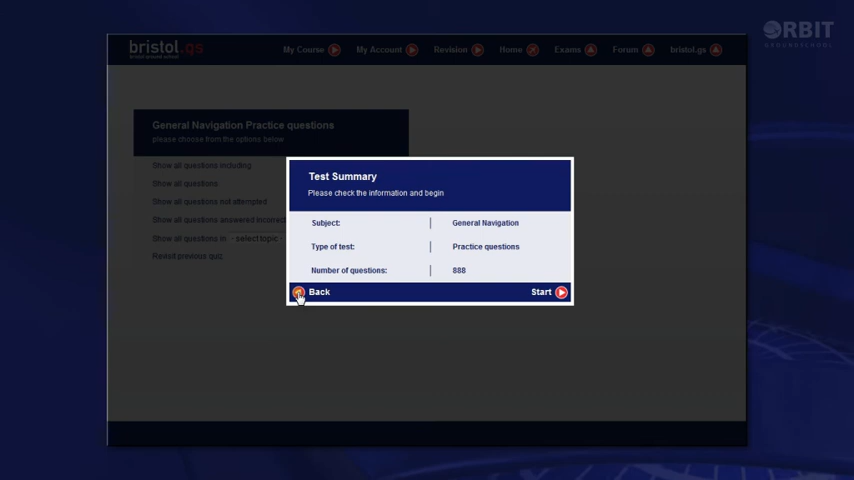 ORBIT
GROUNDSCHOOL
bristol.gs
bristol ground school
My Course
My Account
Revision
Home
Exams
Forum
bristol.gs
General Navigation Practice questions
please choose from the options below
Show all questions including
Show all questions
Show all questions not attempted
Show all questions answered incorrect
Show all questions in - select topic -
Revisit previous quiz
Test Summary
Please check the information and begin
Subject: | General Navigation
Type of test: | Practice questions
Number of questions: | 888
Back
Start